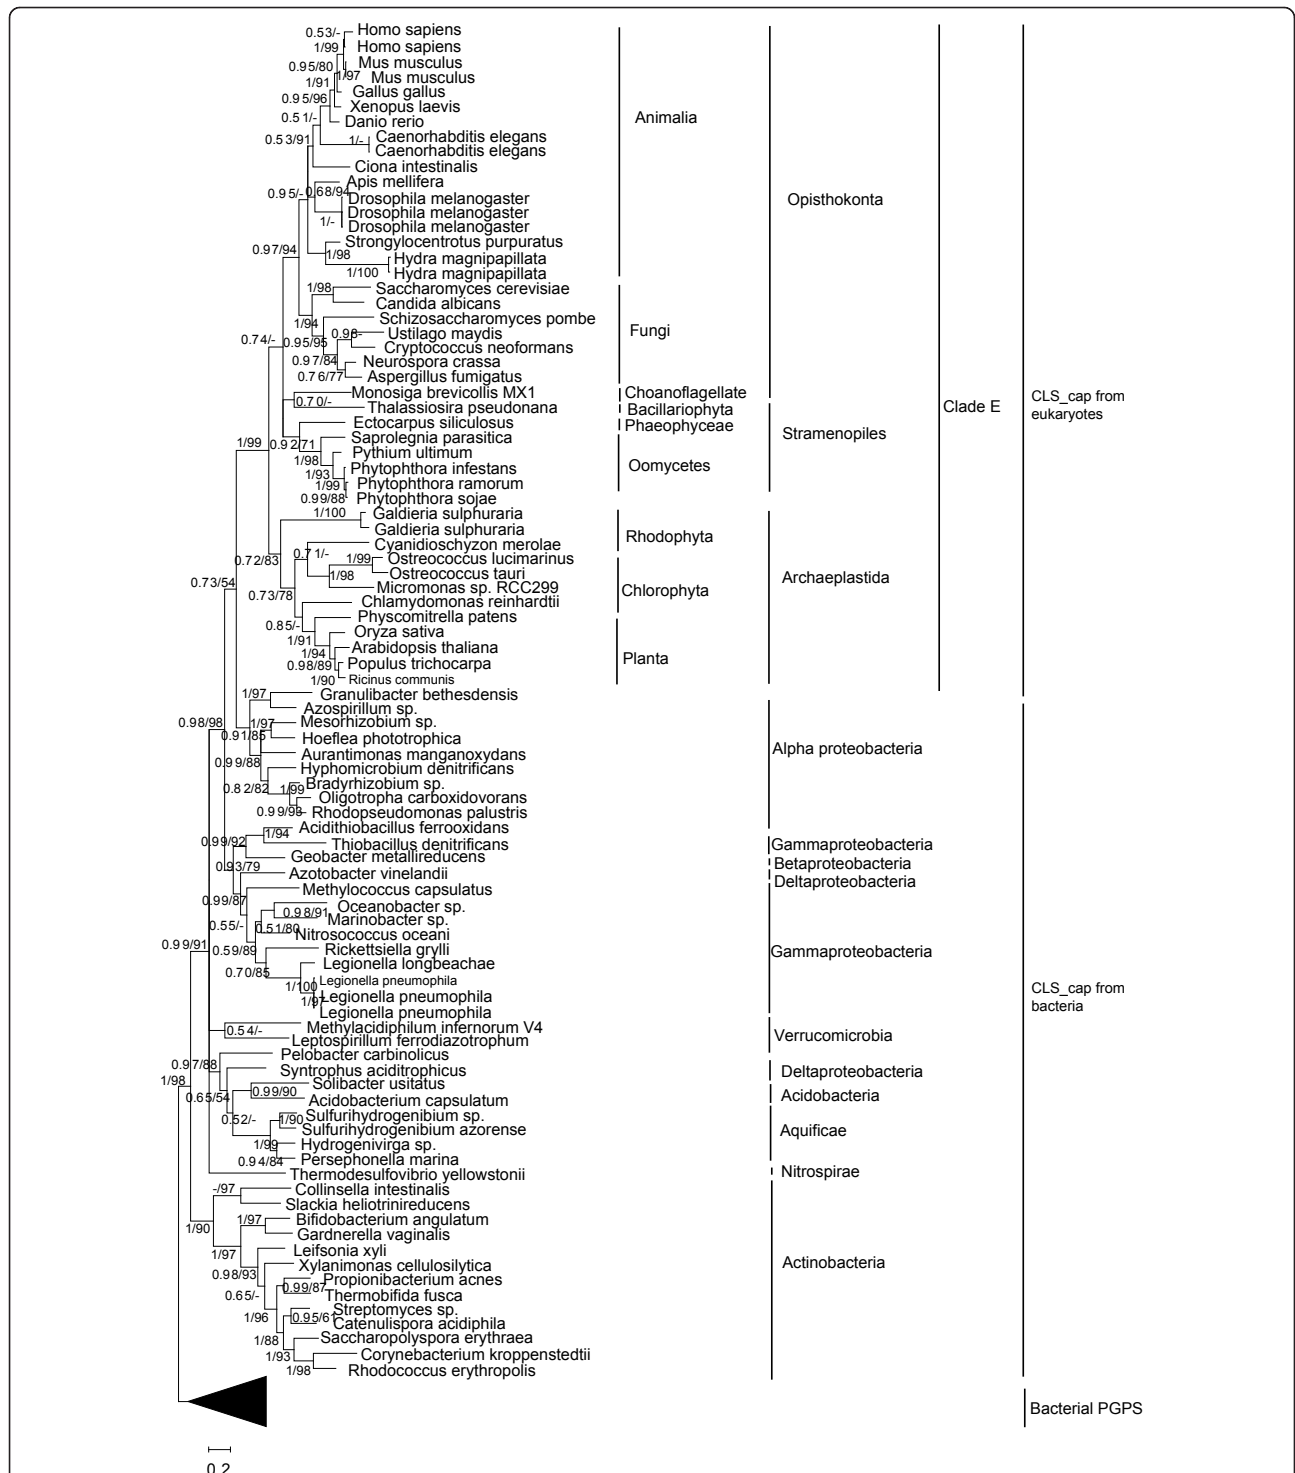 0.53/- Homo sapiens
1/99 Homo sapiens
0.95/80 Mus musculus
1/97 Mus musculus
1/91 Gallus gallus
0.95/96 Xenopus laevis
0.51/- Danio rerio
Animalia
0.53/91 1/- Caenorhabditis elegans
Caenorhabditis elegans
Ciona intestinalis
Apis mellifera
0.95/- 0.68/94 Drosophila melanogaster
Opisthokonta
Drosophila melanogaster
1/- Drosophila melanogaster
Strongylocentrotus purpuratus
0.97/94 1/98 Hydra magnipapillata
1/100 Hydra magnipapillata
1/98 Saccharomyces cerevisiae
Candida albicans
1/94 Schizosaccharomyces pombe
Fungi
0.98- Ustilago maydis
0.74/- 0.95/95 Cryptococcus neoformans
0.97/84 Neurospora crassa
0.76/77 Aspergillus fumigatus
Monosiga brevicollis MX1 Choanoflagellate
0.70/- Thalassiosira pseudonana Bacillariophyta
Clade E
CLS_cap from
eukaryotes
Ectocarpus siliculosus Phaeophyceae
Stramenopiles
1/99 0.92/71 Saprolegnia parasitica
1/98 Pythium ultimum
Oomycetes
1/93 Phytophthora infestans
1/99 Phytophthora ramorum
0.99/88 Phytophthora sojae
1/100 Galdieria sulphuraria
Galdieria sulphuraria
Rhodophyta
Cyanidioschyzon merolae
0.72/83 0.71/- 1/99 Ostreococcus lucimarinus
1/98 Ostreococcus tauri
Archaeplastida
0.73/54 Micromonas sp. RCC299
Chlorophyta
0.73/78 Chlamydomonas reinhardtii
Physcomitrella patens
0.85/- Oryza sativa
1/91 Arabidopsis thaliana
1/94 Populus trichocarpa
Planta
0.98/89
1/90 Ricinus communis
1/97 Granulibacter bethesdensis
Azospirillum sp.
0.98/98 1/97 Mesorhizobium sp.
0.91/85 Hoeflea phototrophica
Alpha proteobacteria
0.99/88 Aurantimonas manganoxydans
Hyphomicrobium denitrificans
0.82/82 1/99 Bradyrhizobium sp.
Oligotropha carboxidovorans
0.99/93 Rhodopseudomonas palustris
Acidithiobacillus ferrooxidans
0.99/92 1/94 Thiobacillus denitrificans Gammaproteobacteria
Geobacter metallireducens Betaproteobacteria
0.93/79 Azotobacter vinelandii Deltaproteobacteria
Methylococcus capsulatus
0.99/87 Oceanobacter sp.
0.98/91 Marinobacter sp.
0.55/- 0.51/80 Nitrosococcus oceani
0.99/91 0.59/89 Rickettsiella grylli
Gammaproteobacteria
0.70/85 Legionella longbeachae
1/100 Legionella pneumophila
CLS_cap from
bacteria
1/97 Legionella pneumophila
Legionella pneumophila
0.54/- Methylacidiphilum infernorum V4
Leptospirillum ferrodiazotrophum
Verrucomicrobia
Pelobacter carbinolicus
0.97/88 Syntrophus aciditrophicus Deltaproteobacteria
1/98 Solibacter usitatus
0.65/54 0.99/90 Acidobacterium capsulatum Acidobacteria
0.52/- 1/90 Sulfurihydrogenibium sp.
Sulfurihydrogenibium azorense Aquificae
1/99 Hydrogenivirga sp.
0.94/84 Persephonella marina
Thermodesulfovibrio yellowstonii Nitrospirae
-/97 Collinsella intestinalis
Slackia heliotrinireducens
1/90 1/97 Bifidobacterium angulatum
Gardnerella vaginalis
1/97 Leifsonia xyli
Xylanimonas cellulosilytica Actinobacteria
0.98/93 Propionibacterium acnes
0.65/- 0.99/87 Thermobifida fusca
Streptomyces sp.
1/96 0.95/61 Catenulispora acidiphila
1/88 Saccharopolyspora erythraea
1/93 Corynebacterium kroppenstedtii
1/98 Rhodococcus erythropolis
Bacterial PGPS
0.2